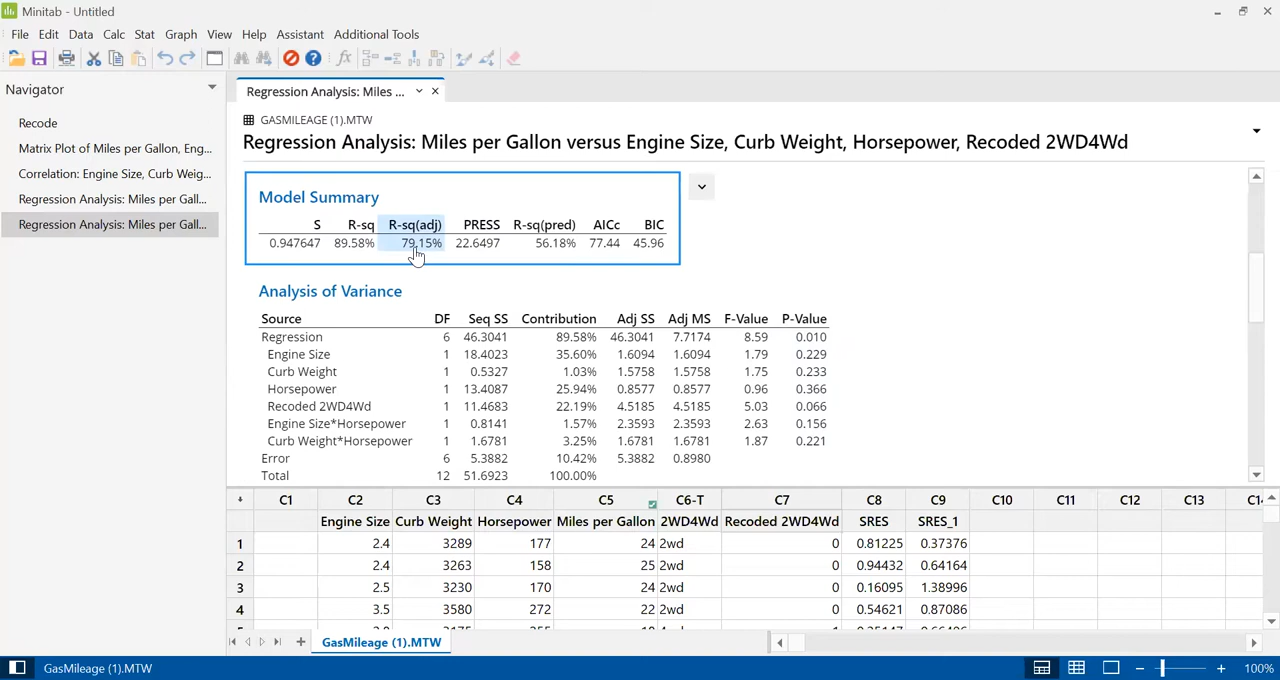 Minitab - Untitled
File Edit Data Calc Stat Graph View Help Assistant Additional Tools
Navigator
Recode
Matrix Plot of Miles per Gallon, Eng...
Correlation: Engine Size, Curb Weig...
Regression Analysis: Miles per Gall...
Regression Analysis: Miles per Gall...
Regression Analysis: Miles ...
GASMILEAGE (1).MTW
Regression Analysis: Miles per Gallon versus Engine Size, Curb Weight, Horsepower, Recoded 2WD4Wd
Model Summary
S R-sq R-sq(adj) PRESS R-sq(pred) AICc BIC
0.947647 89.58% 79.15% 22.6497 56.18% 77.44 45.96
Analysis of Variance
Source DF Seq SS Contribution Adj SS Adj MS F-Value P-Value
Regression 6 46.3041 89.58% 46.3041 7.7174 8.59 0.010
Engine Size 1 18.4023 35.60% 1.6094 1.6094 1.79 0.229
Curb Weight 1 0.5327 1.03% 1.5758 1.5758 1.75 0.233
Horsepower 1 13.4087 25.94% 0.8577 0.8577 0.96 0.366
Recoded 2WD4Wd 1 11.4683 22.19% 4.5185 4.5185 5.03 0.066
Engine Size*Horsepower 1 0.8141 1.57% 2.3593 2.3593 2.63 0.156
Curb Weight*Horsepower 1 1.6781 3.25% 1.6781 1.6781 1.87 0.221
Error 6 5.3882 10.42% 5.3882 0.8980
Total 12 51.6923 100.00%
C1 C2 C3 C4 C5 C6-T C7 C8 C9 C10 C11 C12 C13
Engine Size Curb Weight Horsepower Miles per Gallon 2WD4Wd Recoded 2WD4Wd SRES SRES_1
1 2.4 3289 177 24 2wd 0 0.81225 0.37376
2 2.4 3263 158 25 2wd 0 0.94432 0.64164
3 2.5 3230 170 24 2wd 0 0.16095 1.38996
4 3.5 3580 272 22 2wd 0 0.54621 0.87086
GasMileage (1).MTW
GasMileage (1).MTW 100%